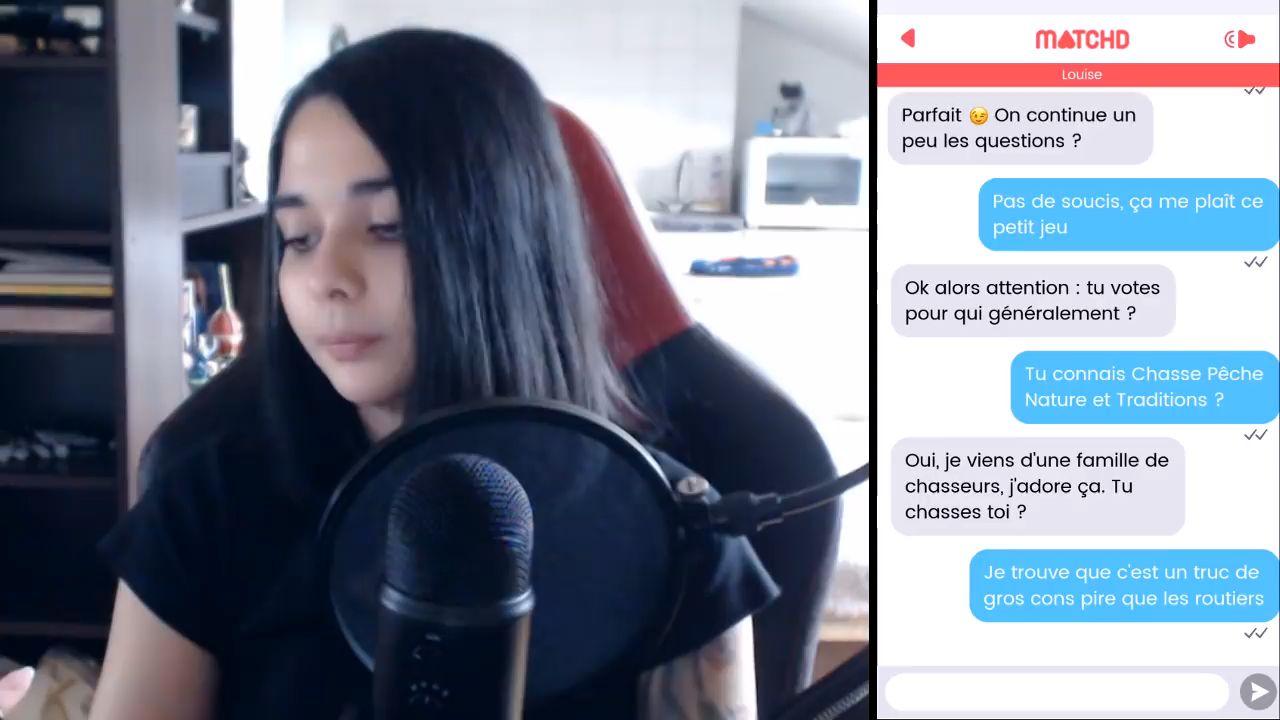 MATCHD
Louise
Parfait 😉 On continue un
peu les questions ?
Pas de soucis, ça me plaît ce
petit jeu
Ok alors attention : tu votes
pour qui généralement ?
Tu connais Chasse Pêche
Nature et Traditions ?
Oui, je viens d'une famille de
chasseurs, j'adore ça. Tu
chasses toi ?
Je trouve que c'est un truc de
gros cons pire que les routiers